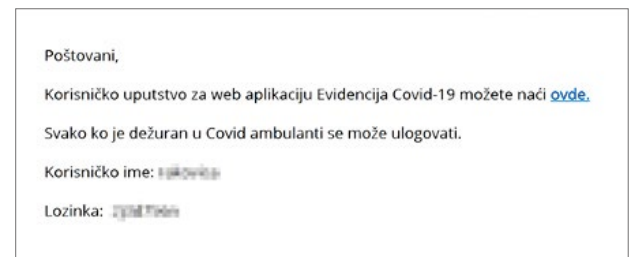 Poštovani,
Korisničko uputstvo za web aplikaciju Evidencija Covid-19 možete naći ovde.
Svako ko je dežuran u Covid ambulanti se može ulogovati.
Korisničko ime:
Lozinka: